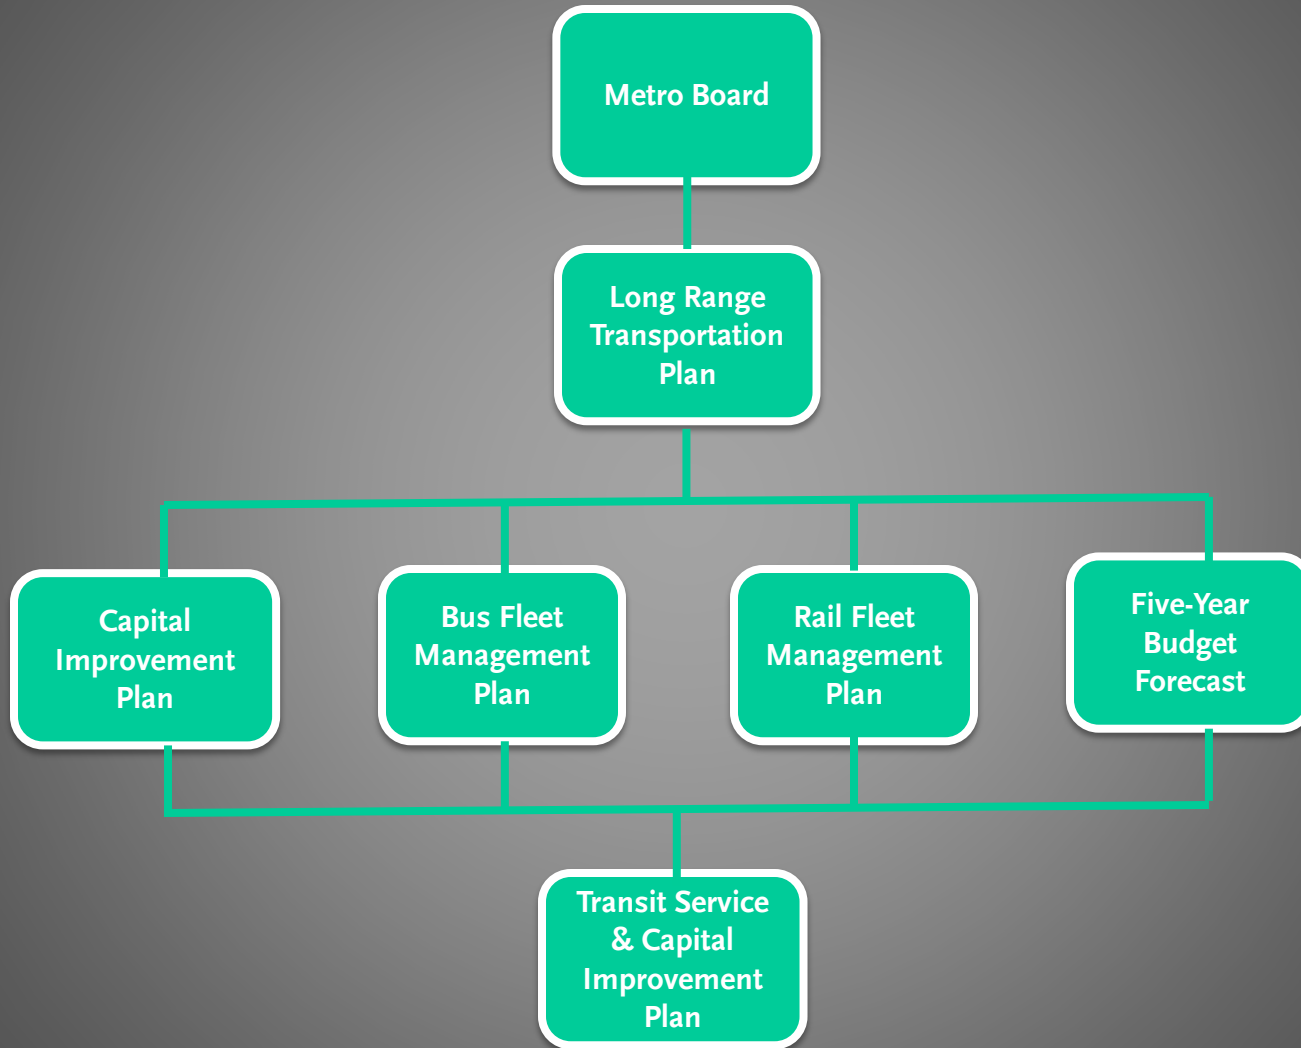 Metro Board
Long Range
Transportation
Plan
Capital
Improvement
Plan
Bus Fleet
Management
Plan
Rail Fleet
Management
Plan
Five-Year
Budget
Forecast
Transit Service
& Capital
Improvement
Plan